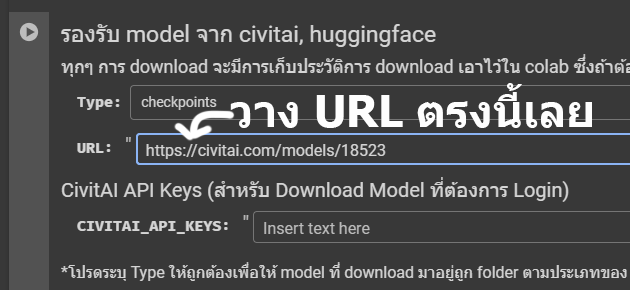 รองรับ model จาก civitai, huggingface
ทุกๆ การ download จะมีการเก็บประวัติการ download เอาไว้ใน colab ซึ่งถ้าต้อ
Type: checkpoints
วาง URL ตรงนี้เลย
URL: " https://civitai.com/models/18523
CivitAI API Keys (สำหรับ Download Model ที่ต้องการ Login)
CIVITAI_API_KEYS: " Insert text here
*โปรดระบุ Type ให้ถูกต้องเพื่อให้ model ที่ download มาอยู่ถูก folder ตามประเภทของ